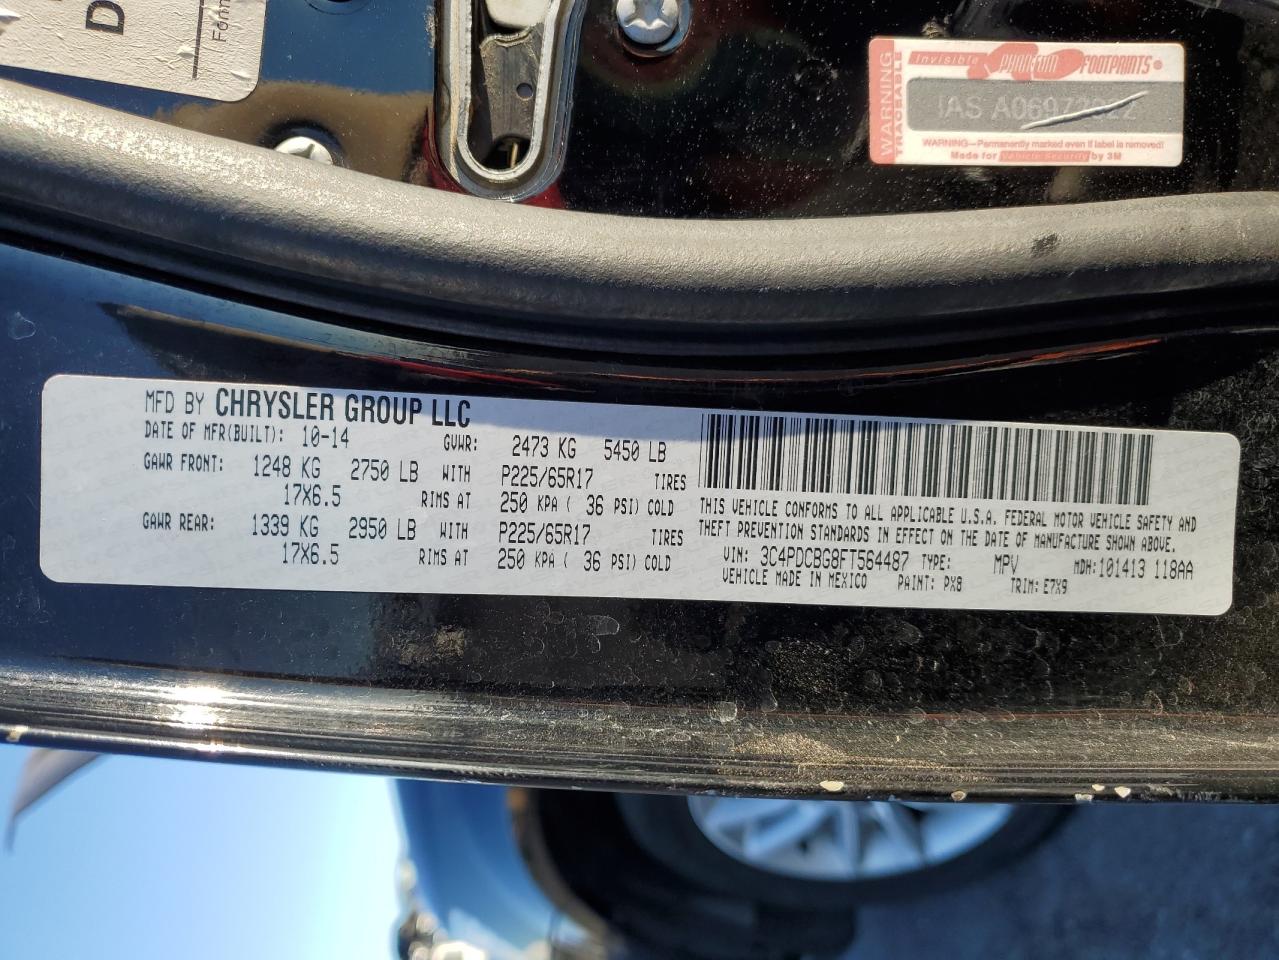 D
Form
WARNING
TRACEABLE
Invisible PHANTOM FOOTPRINTS®
IAS
WARNING—Permanently marked even if label is removed!
Made for Vehicle Security by 3M
MFD BY CHRYSLER GROUP LLC
DATE OF MFR(BUILT): 10-14 GVWR: 2473 KG 5450 LB
GAWR FRONT: 1248 KG 2750 LB WITH P225/65R17 TIRES
17X6.5 RIMS AT 250 KPA ( 36 PSI) COLD
GAWR REAR: 1339 KG 2950 LB WITH P225/65R17 TIRES
17X6.5 RIMS AT 250 KPA ( 36 PSI) COLD
THIS VEHICLE CONFORMS TO ALL APPLICABLE U.S.A. FEDERAL MOTOR VEHICLE SAFETY AND
THEFT PREVENTION STANDARDS IN EFFECT ON THE DATE OF MANUFACTURE SHOWN ABOVE.
VIN: 3C4PDCBG8FT564487 TYPE: MPV MDH:101413 118AA
VEHICLE MADE IN MEXICO PAINT: PX8 TRIM: E7X9